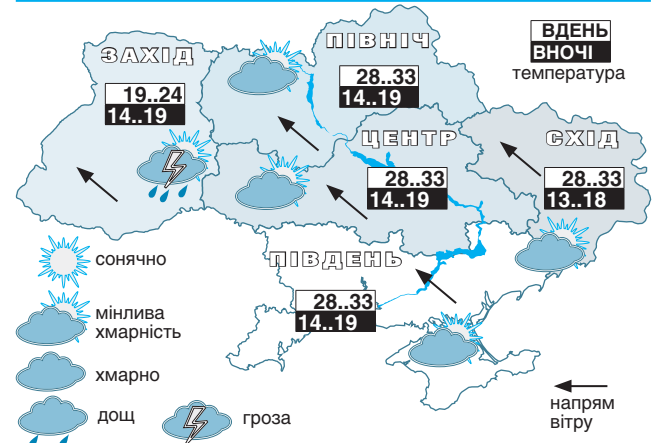 ЗАХІД
19..24
14..19
ПІВНІЧ
28..33
14..19
ВДЕНЬ
ВНОЧІ
температура
ЦЕНТР
28..33
14..19
СХІД
28..33
13..18
ПІВДЕНЬ
28..33
14..19
сонячно
мінлива
хмарність
хмарно
дощ
гроза
напрям
вітру